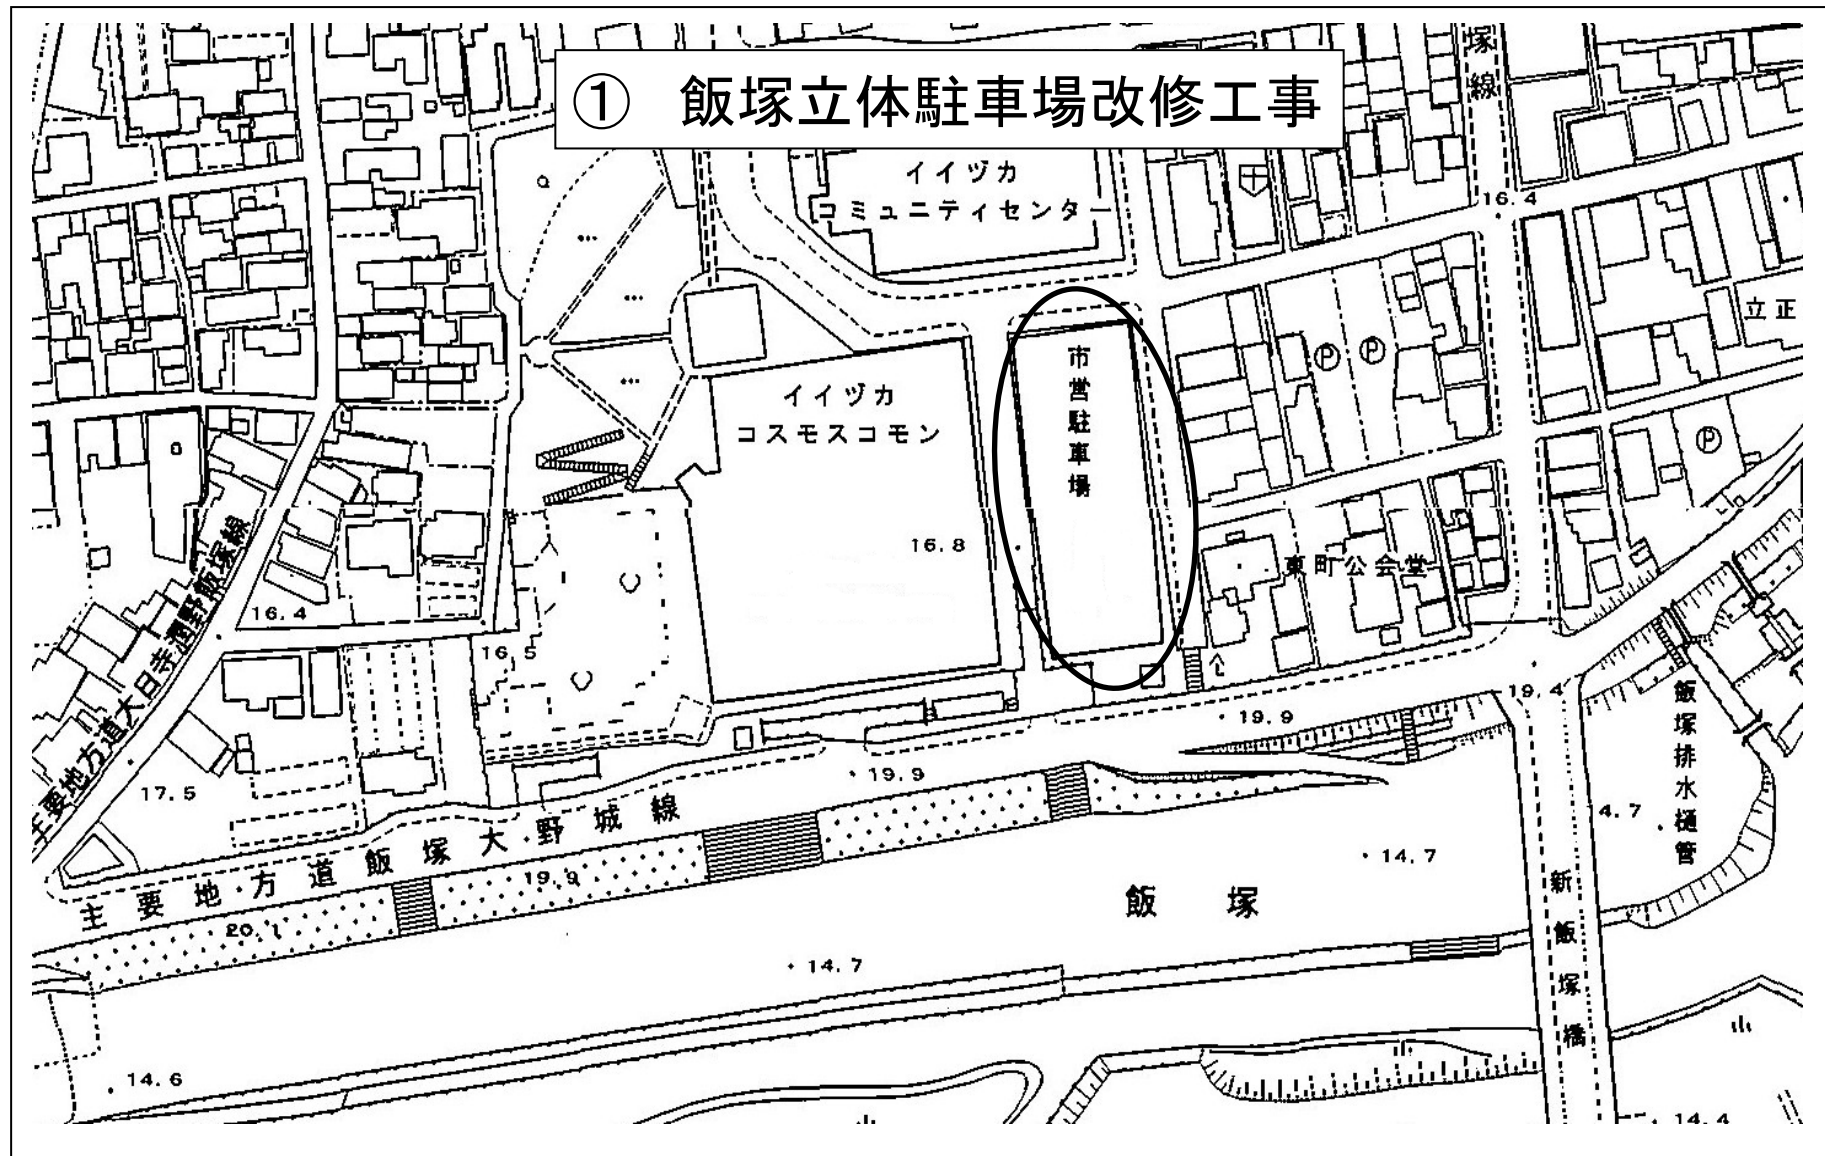 ① 飯塚立体駐車場改修工事
塚線
イイヅカ
コミュニティセンター
16.4
立正
市営駐車場
P
P
イイヅカ
コスモスコモン
P
16.8
東町公会堂
主要地方道大日寺潤野飯塚線
16.4
16.5
19.4
19.9
飯塚排水樋管
17.5
19.9
主要地方道飯塚大野城線
4.7
14.7
19.9
飯塚
新飯塚橋
20.1
14.7
14.6
14.4